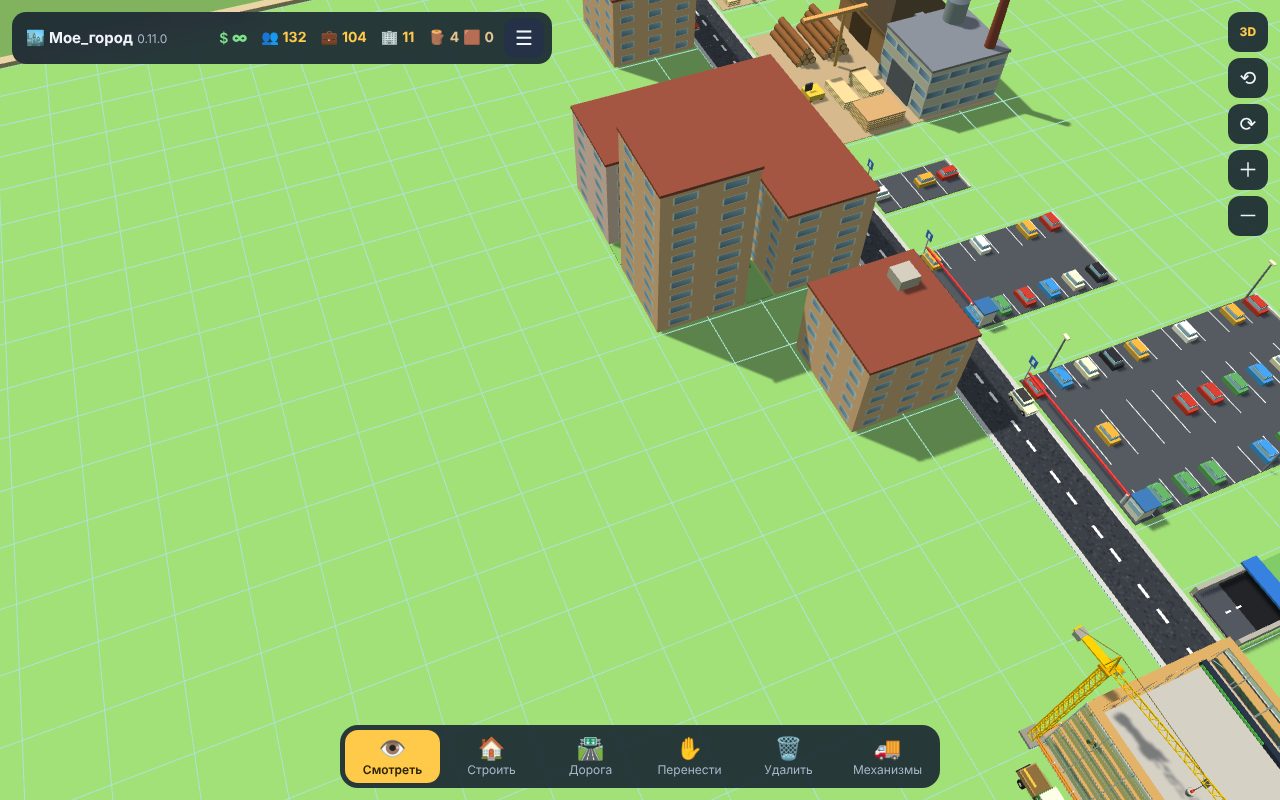 Мое_город 0.11.0 $ ∞ 132 104 11 4 0
3D
Смотреть
Строить
Дорога
Перенести
Удалить
Механизмы